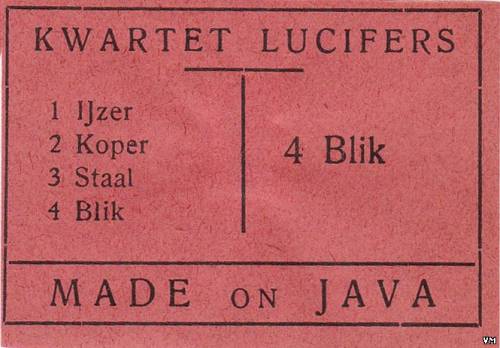 KWARTET LUCIFERS
1 IJzer
2 Koper
3 Staal
4 Blik
4 Blik
MADE ON JAVA
VM